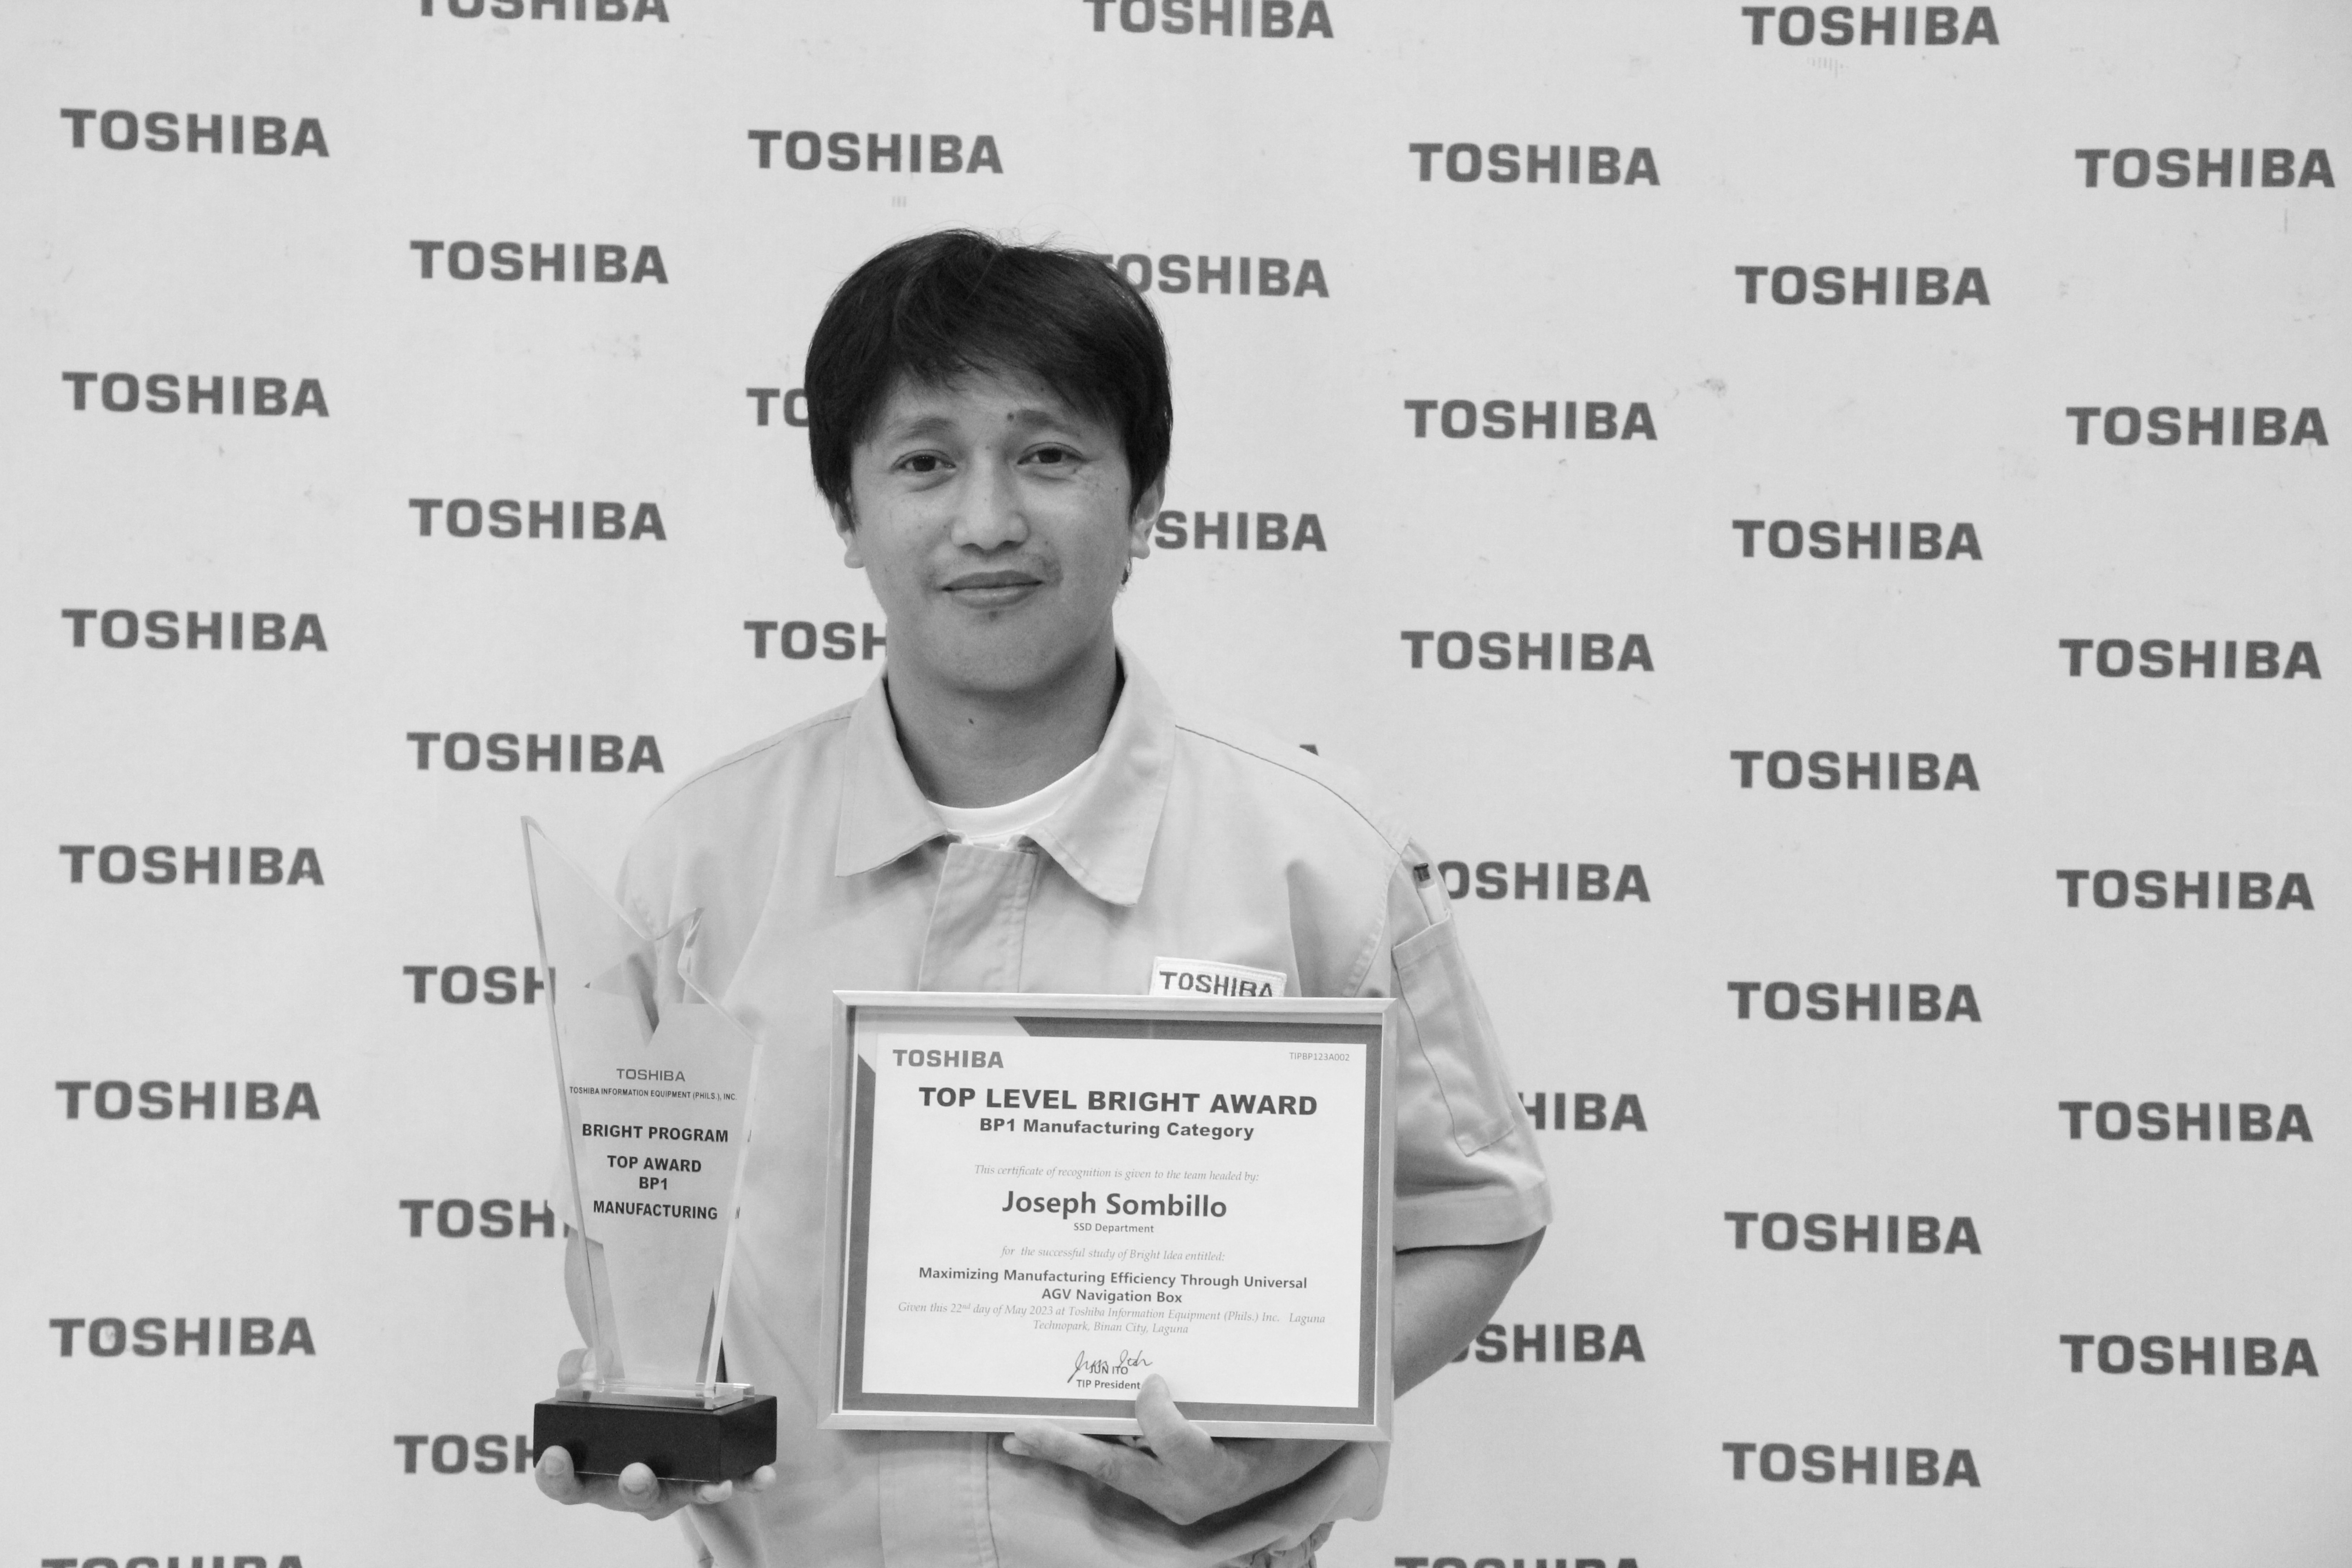 TOSHIBA TOSHIBA TOSHIBA
TOSHIBA TOSHIBA TOSHIBA TOSHIBA
TOSHIBA TOSHIBA TOSHIBA
TOSHIBA TOSHIBA TOSHIBA
TOSHIBA TOSHIBA
TOSHIBA TOSHIBA TOSHIBA
TOSHIBA TOSHIBA
TOSHIBA TOSHIBA
TOSHIBA
TOSHIBA TOSHIBA
TOSHIBA
TOSHIBA
TOSHIBA
TOSHIBA
TOSHIBA
TOSHIBA
TOSHIBA
TOSHIBA
TOSHIBA INFORMATION EQUIPMENT (PHILS.), INC.
BRIGHT PROGRAM
TOP AWARD
BP1
MANUFACTURING
TOSHIBA TIPBP123A002
TOP LEVEL BRIGHT AWARD
BP1 Manufacturing Category
This certificate of recognition is given to the team headed by:
Joseph Sombillo
SSD Department
for the successful study of Bright Idea entitled:
Maximizing Manufacturing Efficiency Through Universal
AGV Navigation Box
Given this 22nd day of May 2023 at Toshiba Information Equipment (Phils.) Inc. Laguna
Technopark, Binan City, Laguna
JUN ITO
TIP President